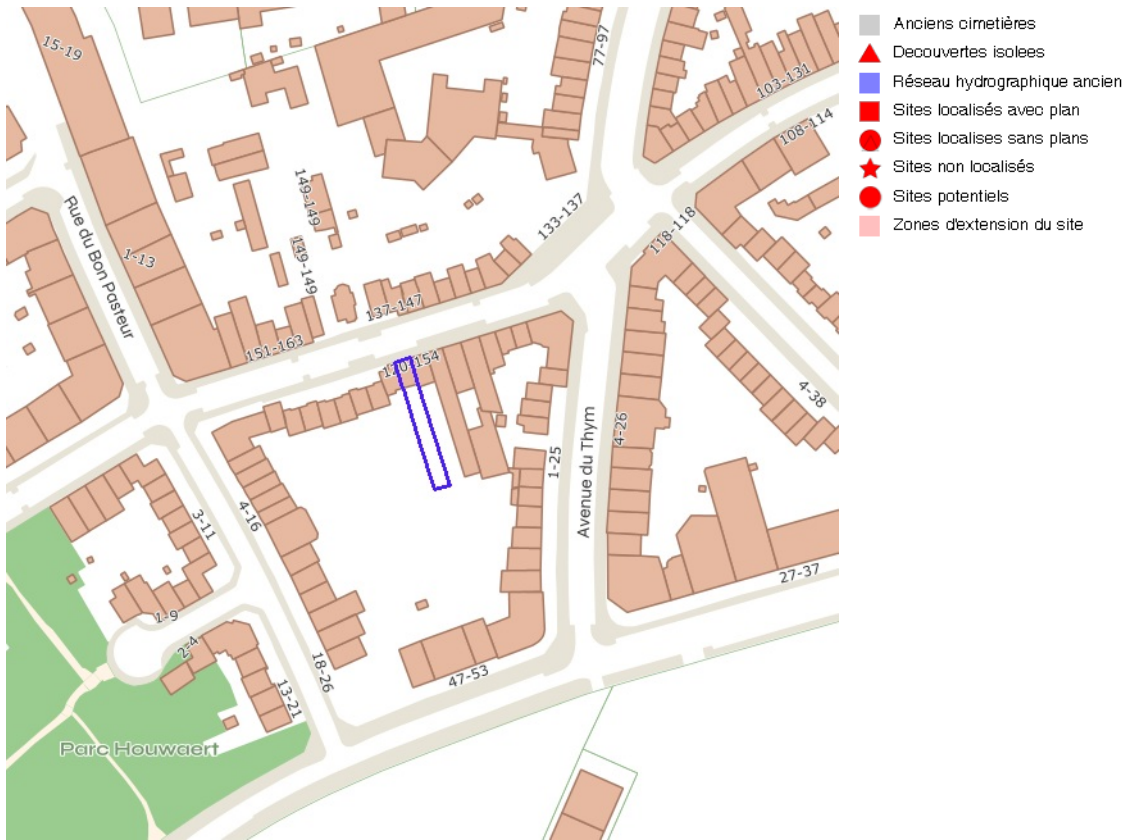 15-19
77-97
103-131
108-114
149-149
149-149
133-137
118-118
Rue du Bon Pasteur
1-13
137-147
151-163
120-154
4-38
4-26
1-25
Avenue du Thym
4-16
3-11
27-37
1-9
2-4
18-26
13-21
47-53
Parc Houwaert
Anciens cimetières
Decouvertes isolees
Réseau hydrographique ancien
Sites localisés avec plan
Sites localises sans plans
Sites non localisés
Sites potentiels
Zones d'extension du site